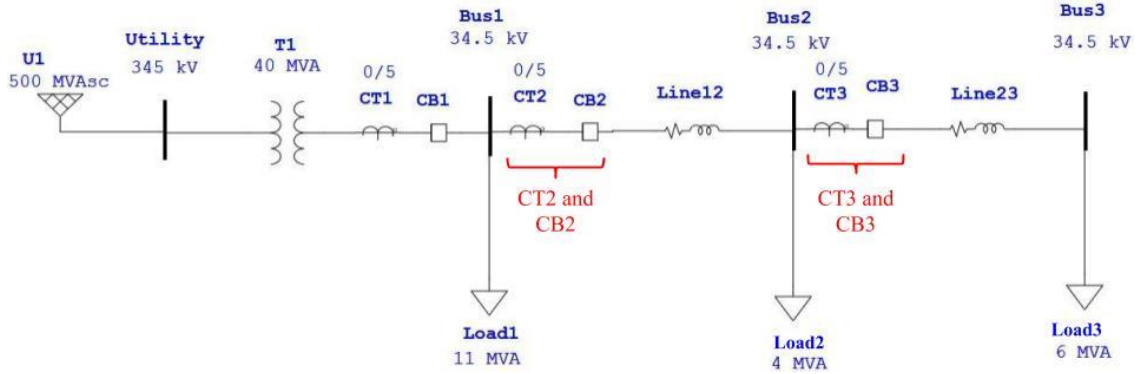 U1
500 MVAsc
Utility
345 kV
T1
40 MVA
0/5
CT1
CB1
Bus1
34.5 kV
0/5
CT2
CB2
Line12
Bus2
34.5 kV
0/5
CT3
CB3
Line23
Bus3
34.5 kV
CT2 and
CB2
CT3 and
CB3
Load1
11 MVA
Load2
4 MVA
Load3
6 MVA